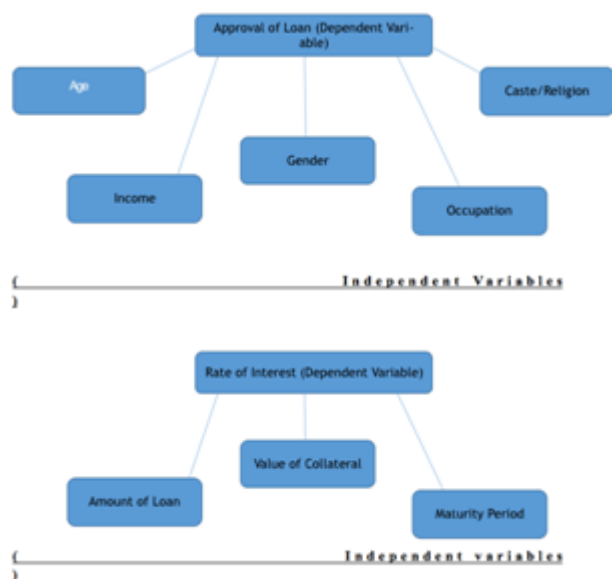 Approval of Loan (Dependent Vari-
able)
Age
Caste/Religion
Gender
Income
Occupation
( Independent Variables
)
Rate of Interest (Dependent Variable)
Value of Collateral
Amount of Loan
Maturity Period
( Independent variables
)